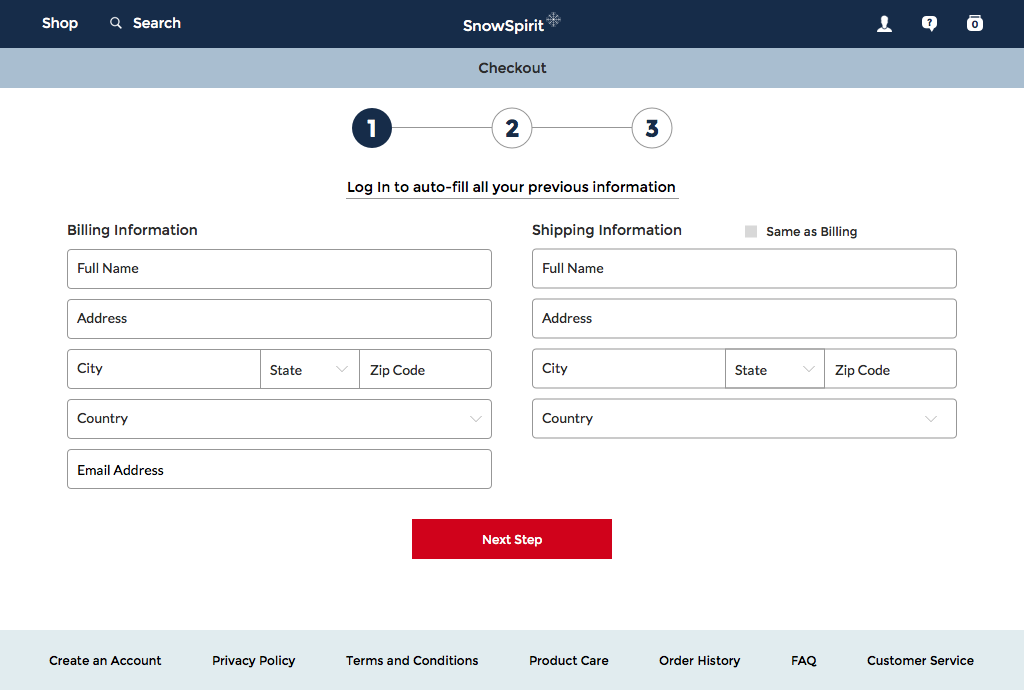 Shop Search SnowSpirit ? 0
Checkout
1 2 3
Log In to auto-fill all your previous information
Billing Information
Full Name
Address
City State Zip Code
Country
Email Address
Shipping Information Same as Billing
Full Name
Address
City State Zip Code
Country
Next Step
Create an Account Privacy Policy Terms and Conditions Product Care Order History FAQ Customer Service